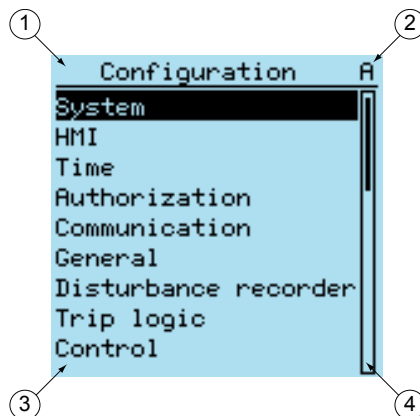 1
2
Configuration A
System
HMI
Time
Authorization
Communication
General
Disturbance recorder
Trip logic
Control
3
4